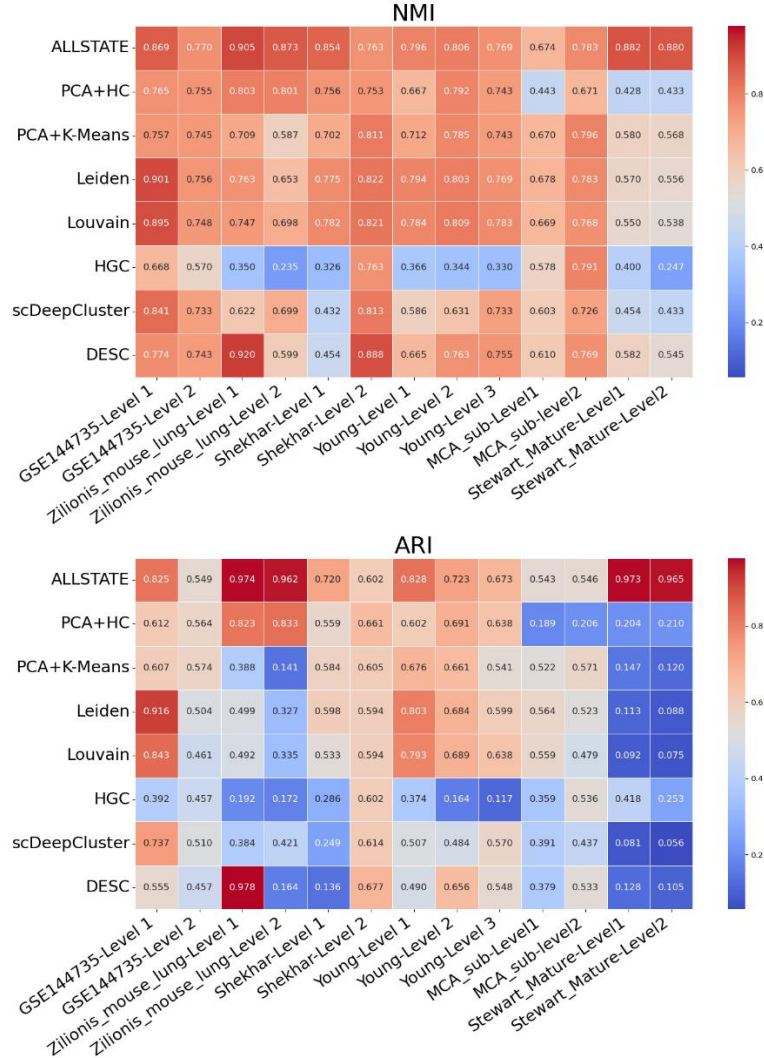 NMI
ALLSTATE 0.869 0.770 0.905 0.873 0.854 0.763 0.796 0.806 0.769 0.674 0.783 0.882 0.880
PCA+HC 0.765 0.755 0.803 0.801 0.756 0.753 0.667 0.792 0.743 0.443 0.671 0.428 0.433
PCA+K-Means 0.757 0.745 0.709 0.587 0.702 0.811 0.712 0.785 0.743 0.670 0.796 0.580 0.568
Leiden 0.901 0.756 0.763 0.653 0.775 0.822 0.794 0.803 0.769 0.678 0.783 0.570 0.556
Louvain 0.895 0.748 0.747 0.698 0.782 0.821 0.784 0.809 0.783 0.669 0.768 0.550 0.538
HGC 0.668 0.570 0.350 0.235 0.326 0.763 0.366 0.344 0.330 0.578 0.791 0.400 0.247
scDeepCluster 0.841 0.733 0.622 0.699 0.432 0.813 0.586 0.631 0.733 0.603 0.726 0.454 0.433
DESC 0.774 0.743 0.920 0.599 0.454 0.888 0.665 0.763 0.755 0.610 0.769 0.582 0.545
GSE144735-Level 1
GSE144735-Level 2
Zilionis_mouse_lung-Level 1
Zilionis_mouse_lung-Level 2
Shekhar-Level 1
Shekhar-Level 2
Young-Level 1
Young-Level 2
Young-Level 3
MCA_sub-Level1
MCA_sub-level2
Stewart_Mature-Level1
Stewart_Mature-Level2
0.8
0.6
0.4
0.2
ARI
ALLSTATE 0.825 0.549 0.974 0.962 0.720 0.602 0.828 0.723 0.673 0.543 0.546 0.973 0.965
PCA+HC 0.612 0.564 0.823 0.833 0.559 0.661 0.602 0.691 0.638 0.189 0.206 0.204 0.210
PCA+K-Means 0.607 0.574 0.388 0.141 0.584 0.605 0.676 0.661 0.541 0.522 0.571 0.147 0.120
Leiden 0.916 0.504 0.499 0.327 0.598 0.594 0.803 0.684 0.599 0.564 0.523 0.113 0.088
Louvain 0.843 0.461 0.492 0.335 0.533 0.594 0.793 0.689 0.638 0.559 0.479 0.092 0.075
HGC 0.392 0.457 0.192 0.172 0.286 0.602 0.374 0.164 0.117 0.359 0.536 0.418 0.253
scDeepCluster 0.737 0.510 0.384 0.421 0.249 0.614 0.507 0.484 0.570 0.391 0.437 0.081 0.056
DESC 0.555 0.457 0.978 0.164 0.136 0.677 0.490 0.656 0.548 0.379 0.533 0.128 0.105
GSE144735-Level 1
GSE144735-Level 2
Zilionis_mouse_lung-Level 1
Zilionis_mouse_lung-Level 2
Shekhar-Level 1
Shekhar-Level 2
Young-Level 1
Young-Level 2
Young-Level 3
MCA_sub-Level1
MCA_sub-level2
Stewart_Mature-Level1
Stewart_Mature-Level2
0.8
0.6
0.4
0.2